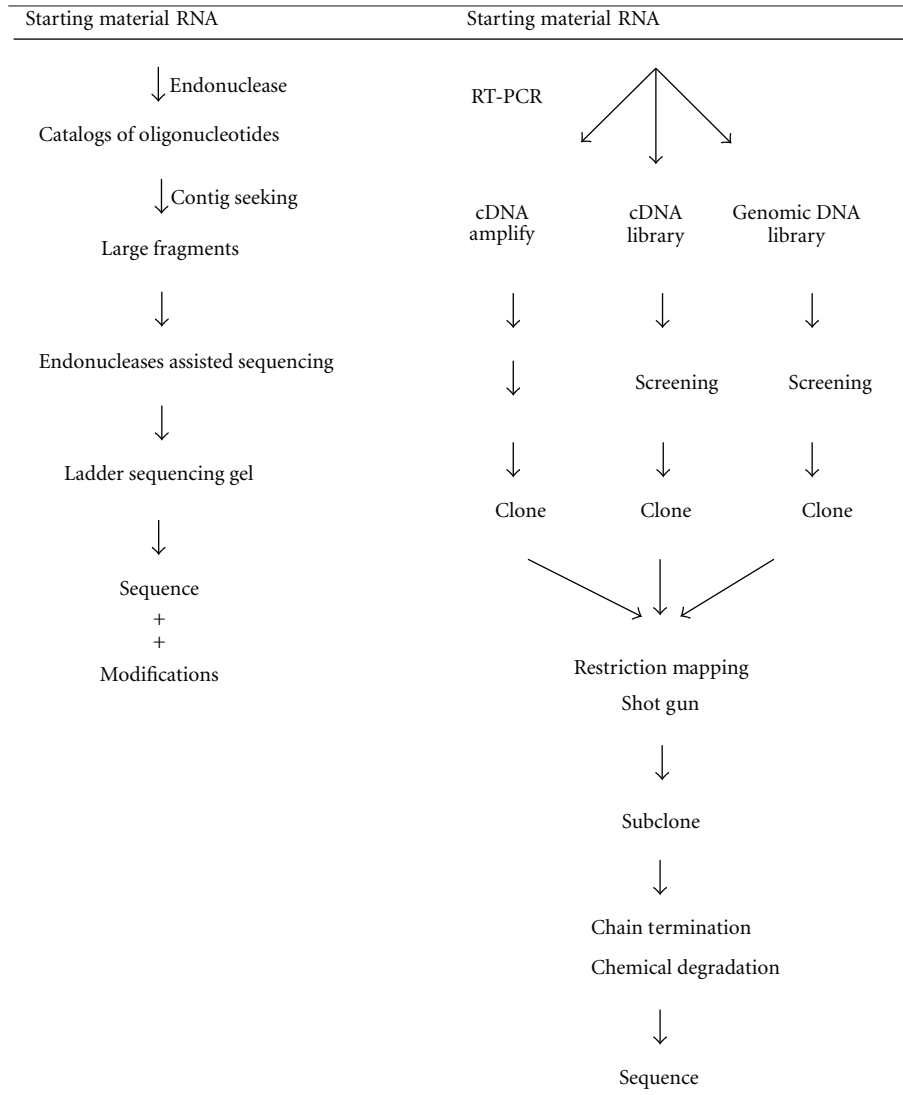 Starting material RNA
Endonuclease
Catalogs of oligonucleotides
Contig seeking
Large fragments
Endonucleases assisted sequencing
Ladder sequencing gel
Sequence
+
+
Modifications
Starting material RNA
RT-PCR
cDNA
amplify
cDNA
library
Genomic DNA
library
Screening
Screening
Clone
Clone
Clone
Restriction mapping
Shot gun
Subclone
Chain termination
Chemical degradation
Sequence